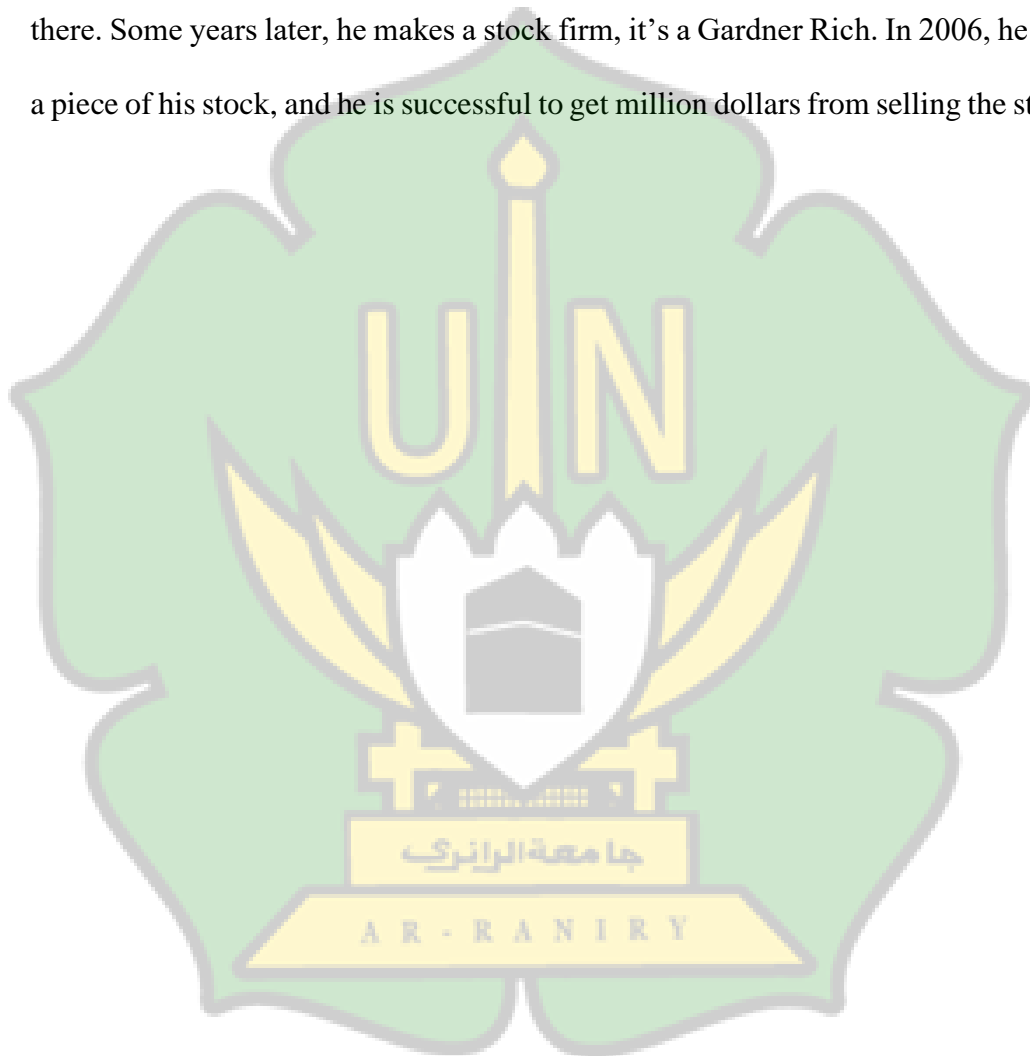 there. Some years later, he makes a stock firm, it’s a Gardner Rich. In 2006, he
a piece of his stock, and he is successful to get million dollars from selling the
UIN
جامعة الرانري
AR-RANIRY